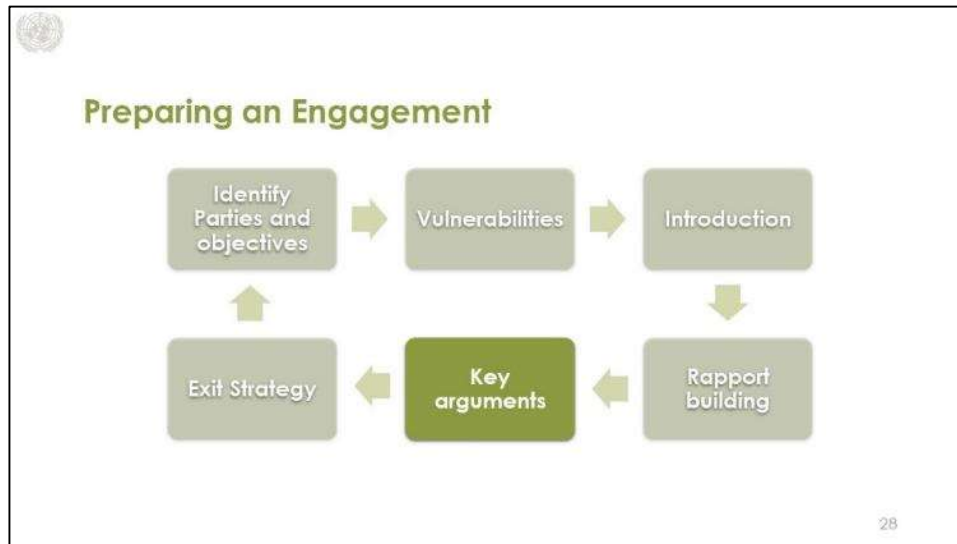 Preparing an Engagement
Identify
Parties and
objectives
Vulnerabilities
Introduction
Exit Strategy
Key
arguments
Rapport
building
28